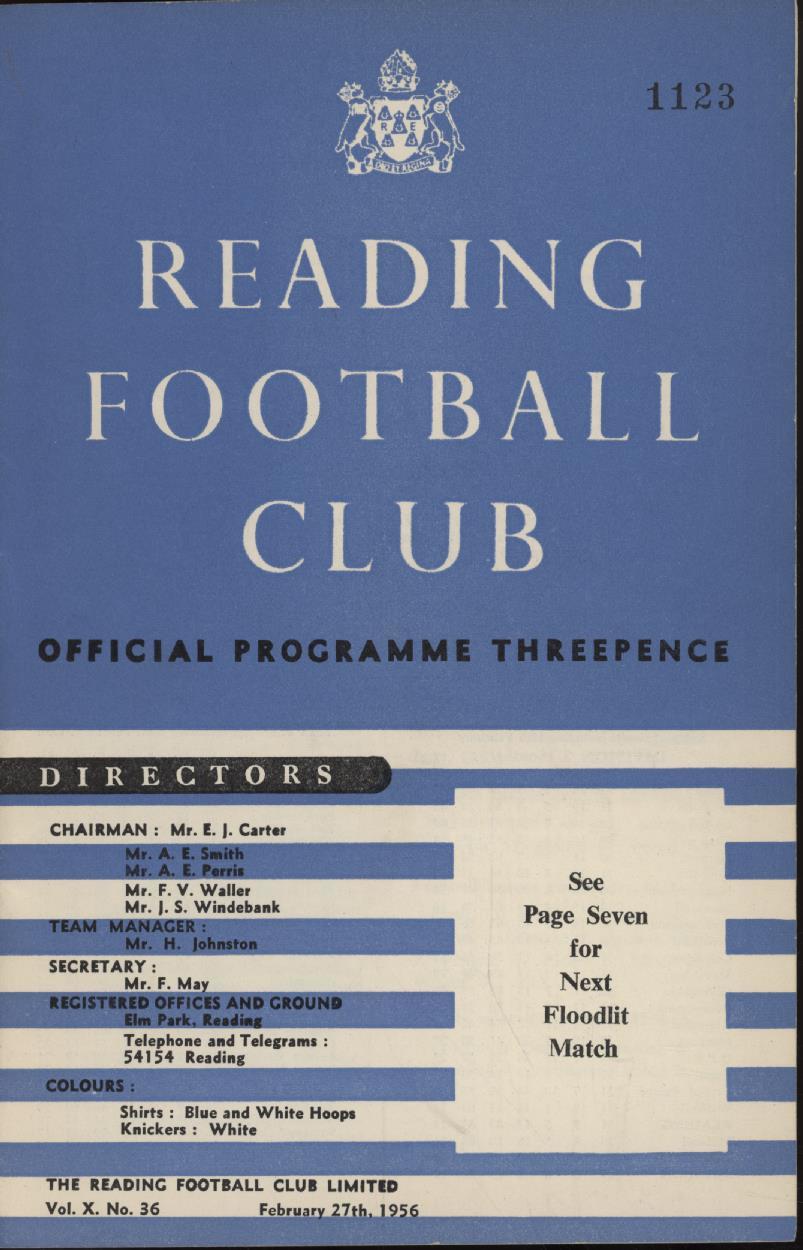 1123
R E
READING
FOOTBALL
CLUB
OFFICIAL PROGRAMME THREEPENCE
DIRECTORS
CHAIRMAN : Mr. E. J. Carter
Mr. A. E. Smith
Mr. A. E. Perris
Mr. F. V. Waller
Mr. J. S. Windebank
TEAM MANAGER :
Mr. H. Johnston
SECRETARY :
Mr. F. May
REGISTERED OFFICES AND GROUND
Elm Park, Reading
Telephone and Telegrams :
54154 Reading
COLOURS :
Shirts : Blue and White Hoops
Knickers : White
See
Page Seven
for
Next
Floodlit
Match
THE READING FOOTBALL CLUB LIMITED
Vol. X. No. 36 February 27th, 1956